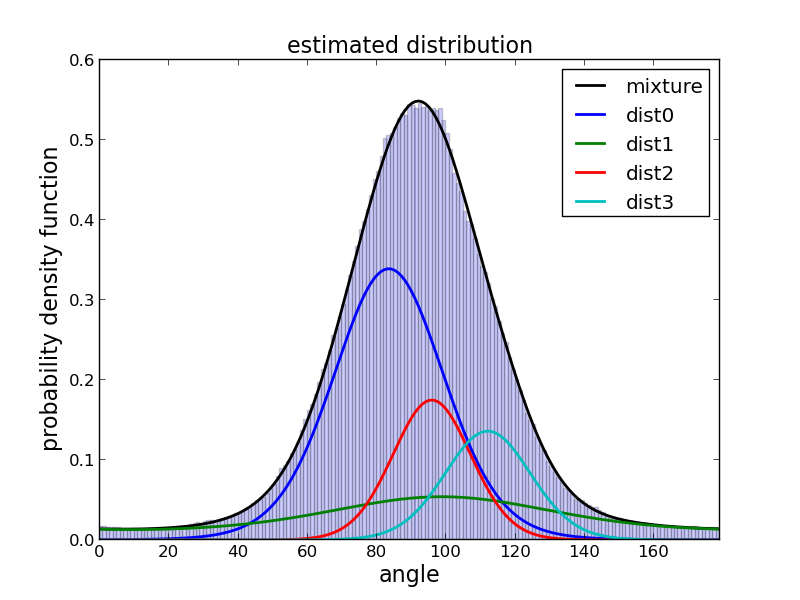 estimated distribution
probability density function
0.6
0.5
0.4
0.3
0.2
0.1
0.0
mixture
dist0
dist1
dist2
dist3
0 20 40 60 80 100 120 140 160
angle